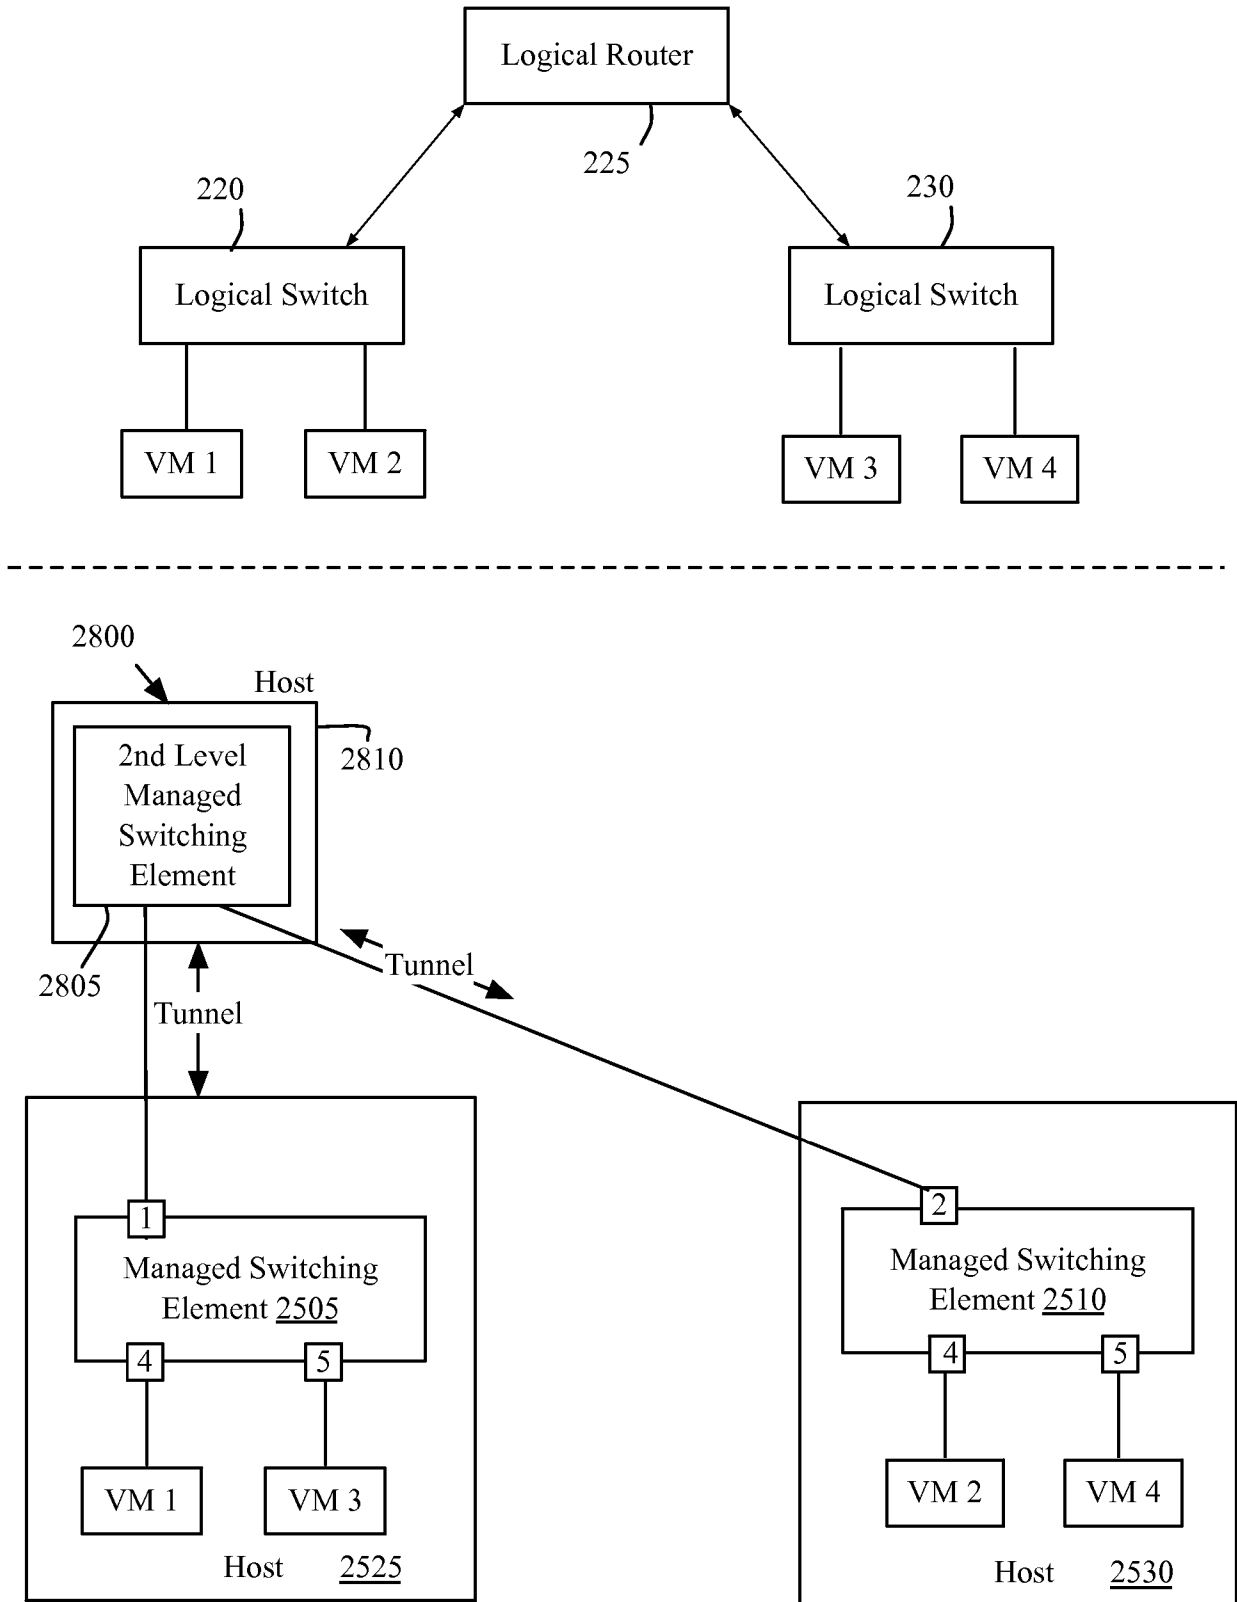 Logical Router
225
220
230
Logical Switch
Logical Switch
VM 1
VM 2
VM 3
VM 4
2800
Host
2nd Level
Managed
Switching
Element
2810
2805
Tunnel
Tunnel
1
Managed Switching
Element 2505
4
5
VM 1
VM 3
Host 2525
2
Managed Switching
Element 2510
4
5
VM 2
VM 4
Host 2530